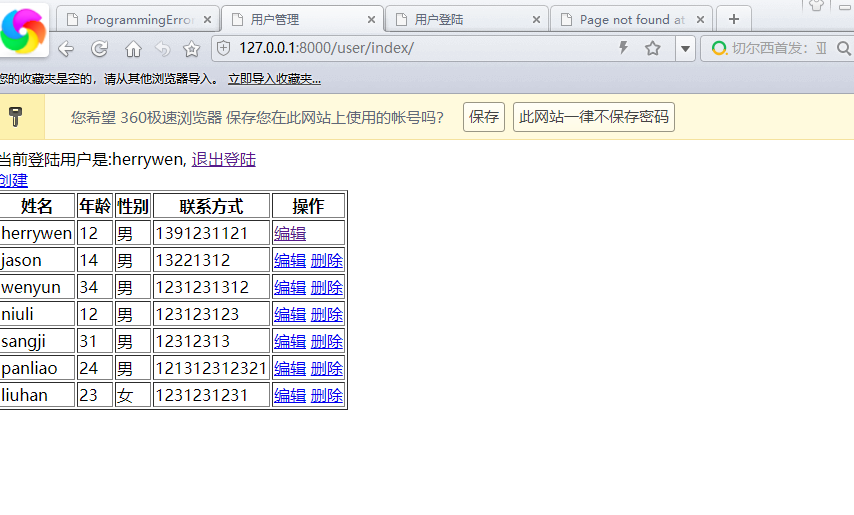 ProgrammingError 用户管理 用户登陆 Page not found at
127.0.0.1:8000/user/index/ 切尔西首发:
您的收藏夹是空的，请从其他浏览器导入。 立即导入收藏夹...
您希望 360极速浏览器 保存您在此网站上使用的帐号吗? 保存 此网站一律不保存密码
当前登陆用户是:herrywen, 退出登陆
创建
姓名 年龄 性别 联系方式 操作
herrywen 12 男 1391231121 编辑
jason 14 男 13221312 编辑 删除
wenyun 34 男 1231231312 编辑 删除
niuli 12 男 123123123 编辑 删除
sangji 31 男 12312313 编辑 删除
panliao 24 男 121312312321 编辑 删除
liuhan 23 女 1231231231 编辑 删除